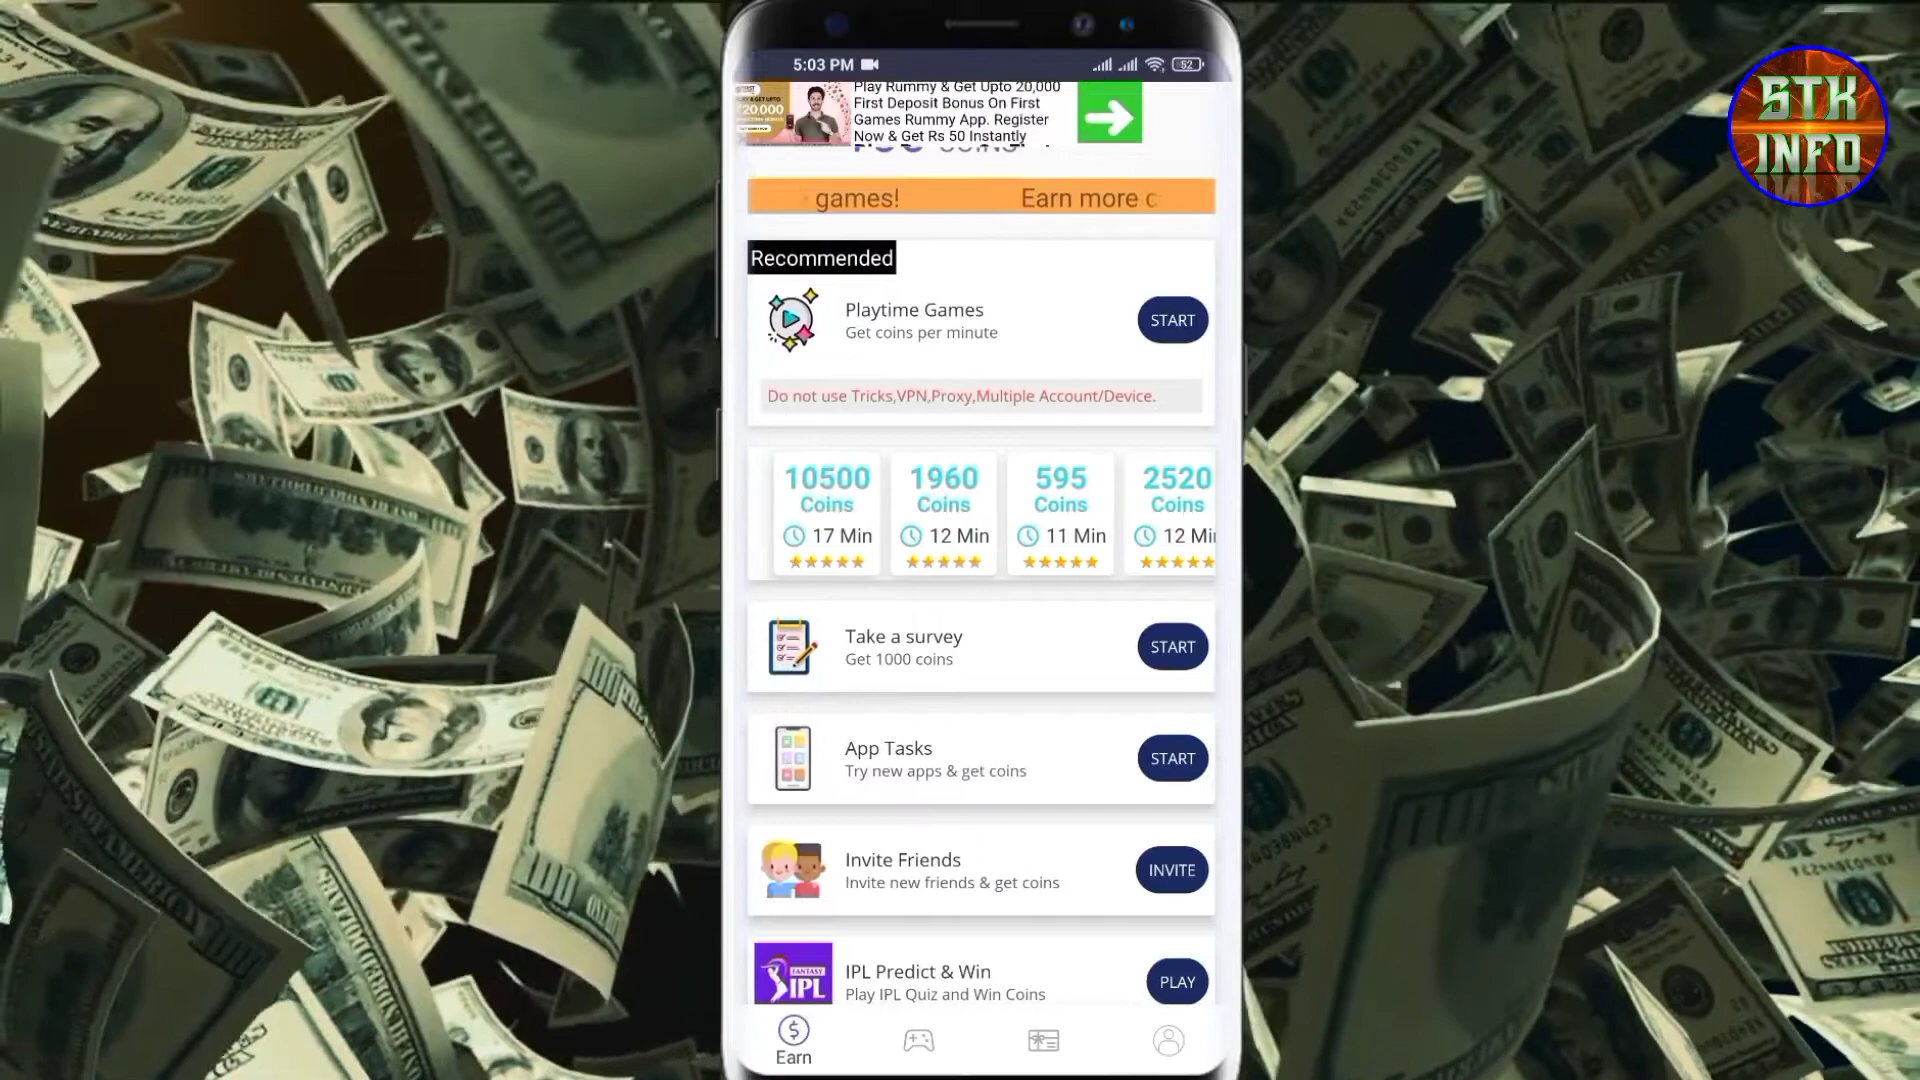 5:03 PM
52
Play Rummy & Get Upto 20,000
First Deposit Bonus On First
Games Rummy App. Register
Now & Get Rs 50 Instantly
games! Earn more
Recommended
Playtime Games
Get coins per minute
START
Do not use Tricks,VPN,Proxy,Multiple Account/Device.
10500 1960 595 2520
Coins Coins Coins Coins
17 Min 12 Min 11 Min 12
Take a survey
Get 1000 coins
START
App Tasks
Try new apps & get coins
START
Invite Friends
Invite new friends & get coins
INVITE
FANTASY
IPL
IPL Predict & Win
Play IPL Quiz and Win Coins
PLAY
Earn
STK
INFO